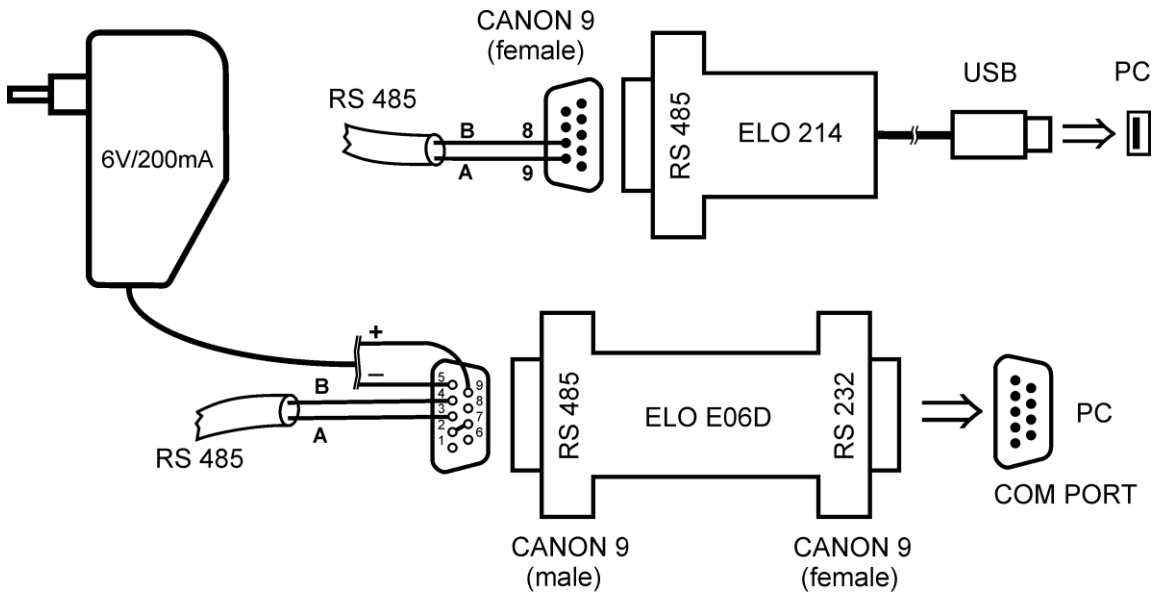 CANON 9
(female)
RS 485
B
8
A
9
RS 485
ELO 214
USB
PC
6V/200mA
+
–
B
A
RS 485
5
4
3
2
1
9
8
7
6
RS 485
ELO E06D
RS 232
PC
COM PORT
CANON 9
(male)
CANON 9
(female)